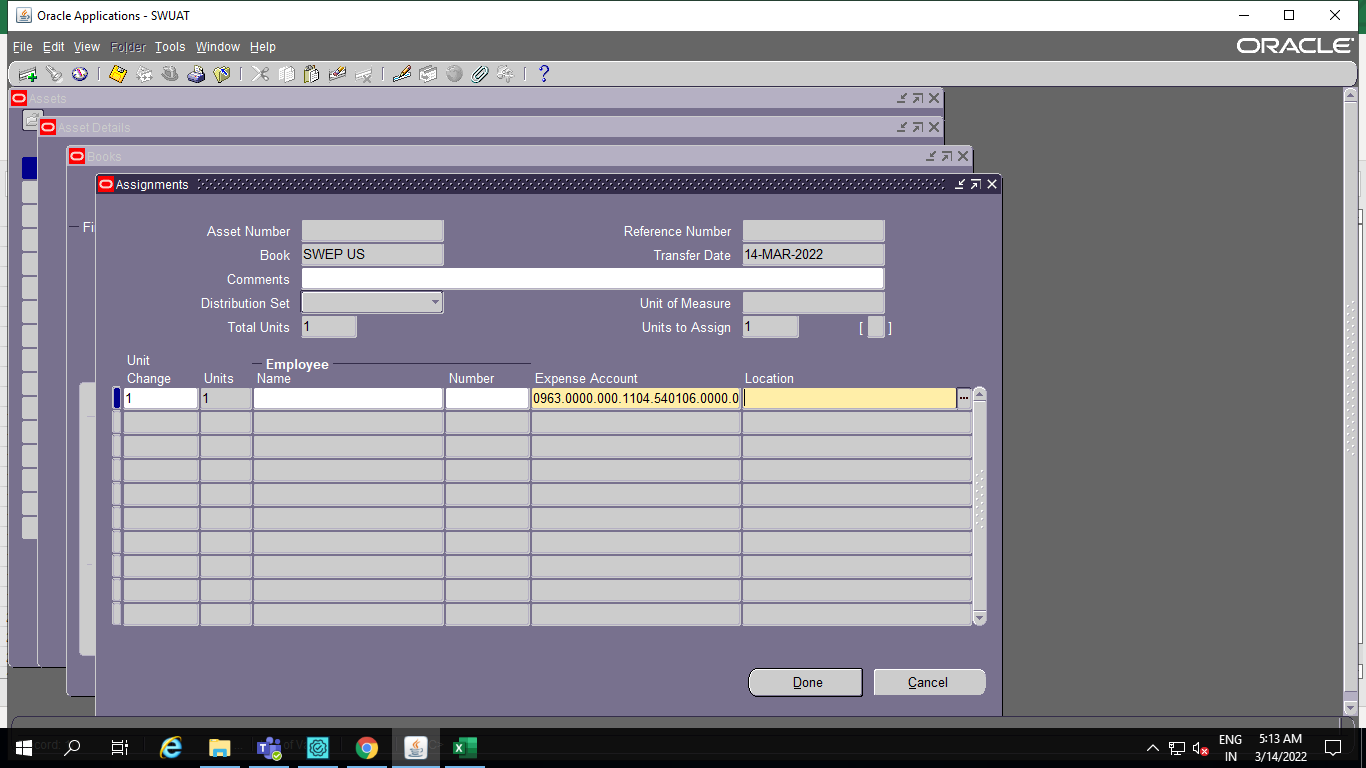 Oracle Applications - SWUAT
File Edit View Folder Tools Window Help
ORACLE
Assets
Asset Details
Books
Assignments
Fi
Asset Number
Reference Number
Book SWEP US
Transfer Date 14-MAR-2022
Comments
Distribution Set
Unit of Measure
Total Units 1
Units to Assign 1 [ ]
Unit
Change
Units
Employee
Name
Number
Expense Account
Location
1 1 0963.0000.000.1104.540106.0000.0
Done
Cancel
ENG
IN
5:13 AM
3/14/2022